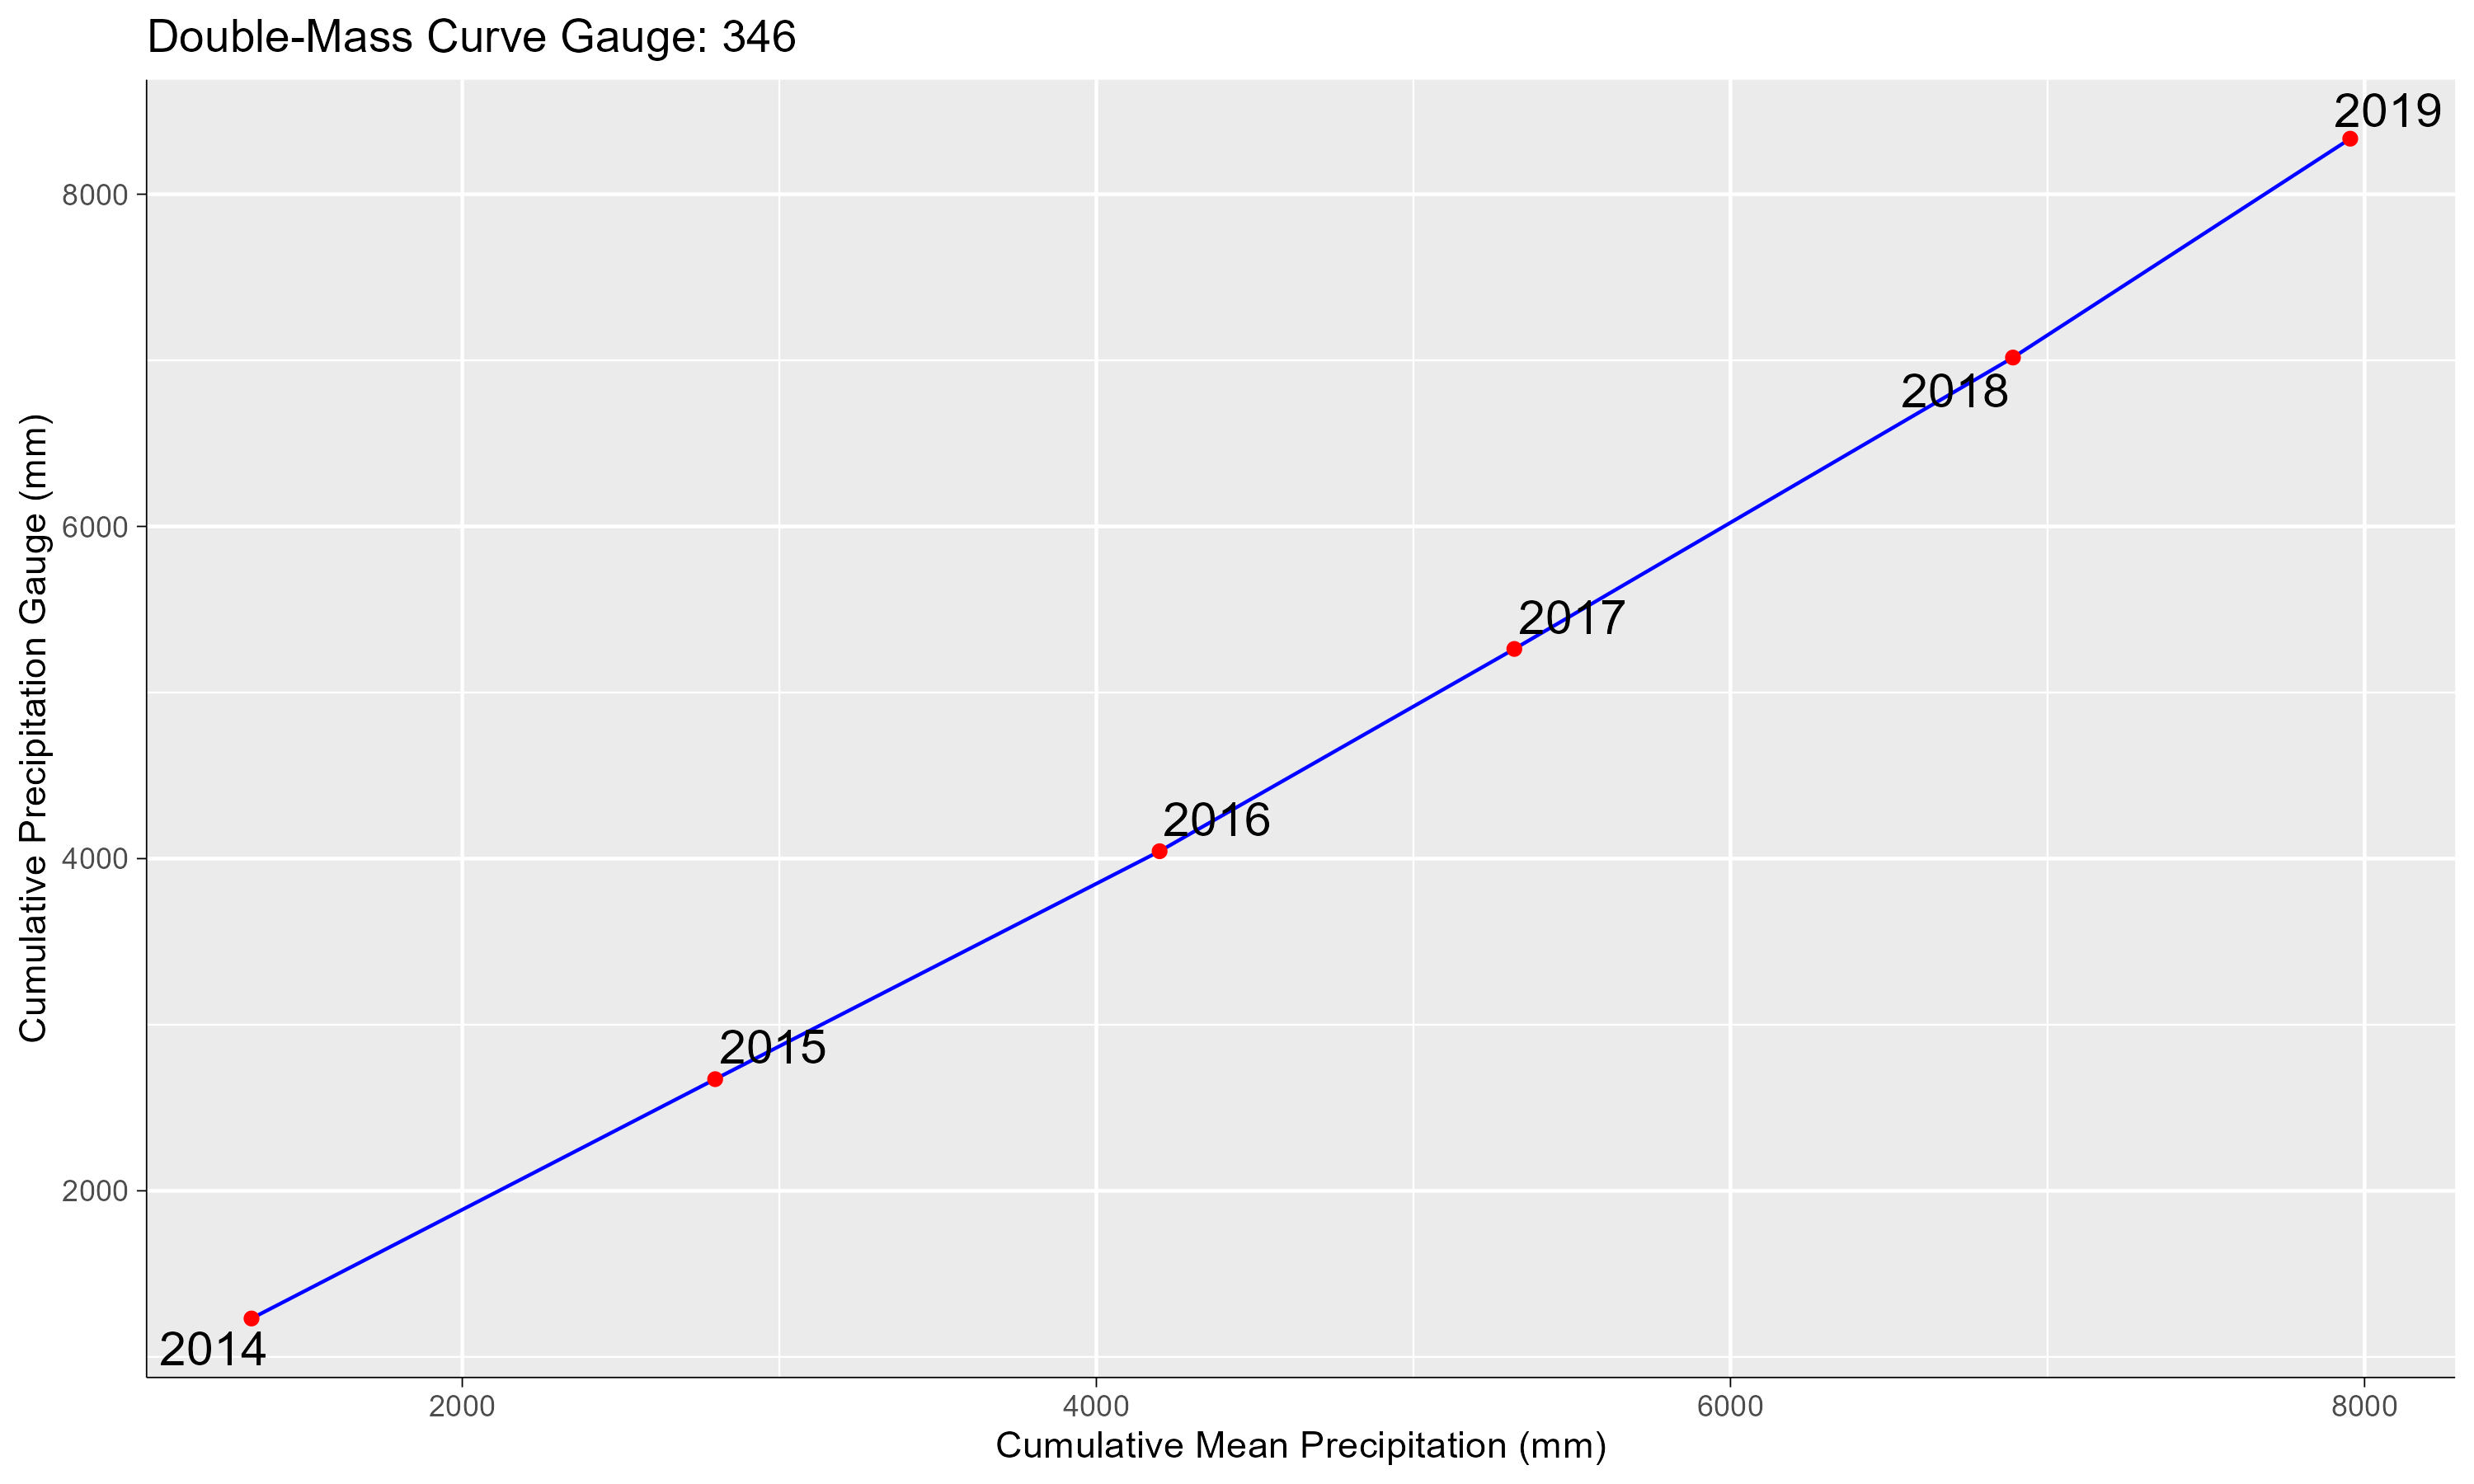 Double-Mass Curve Gauge: 346
2019
8000
2018
Cumulative Precipitation Gauge (mm)
6000
2017
2016
4000
2015
2000
2014
2000 4000 6000 8000
Cumulative Mean Precipitation (mm)